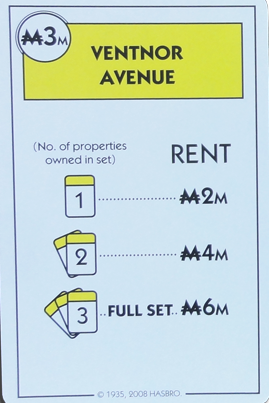 ₩3M
VENTNOR
AVENUE
(No. of properties
owned in set)
RENT
1 ₩2M
2 ₩4M
3 FULL SET ₩6M
© 1935, 2008 HASBRO.